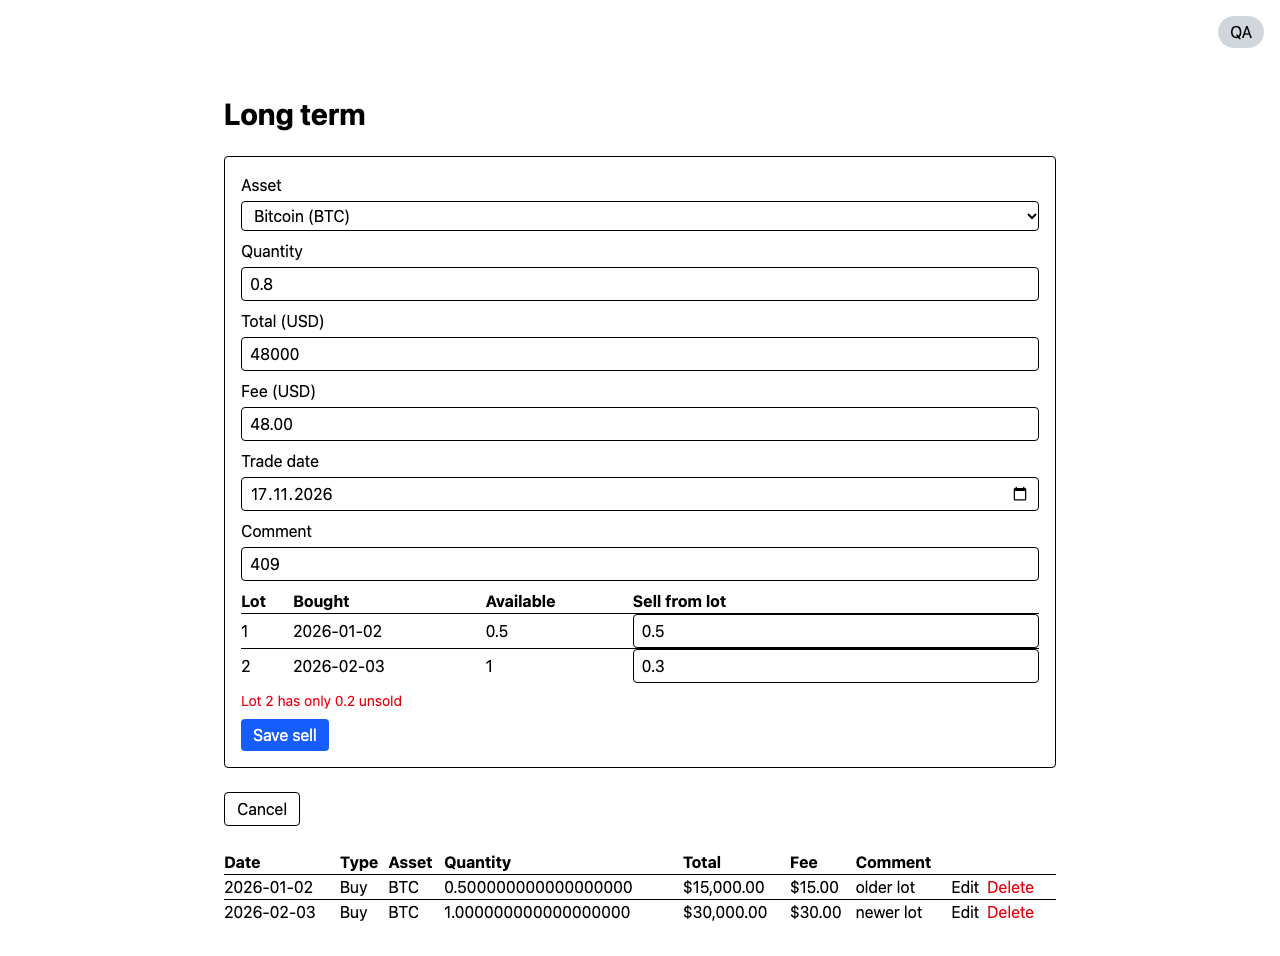 QA
Long term
Asset
Bitcoin (BTC)
Quantity
0.8
Total (USD)
48000
Fee (USD)
48.00
Trade date
17.11.2026
Comment
409
Lot Bought Available Sell from lot
1 2026-01-02 0.5 0.5
2 2026-02-03 1 0.3
Lot 2 has only 0.2 unsold
Save sell
Cancel
Date Type Asset Quantity Total Fee Comment
2026-01-02 Buy BTC 0.500000000000000000 $15,000.00 $15.00 older lot Edit Delete
2026-02-03 Buy BTC 1.000000000000000000 $30,000.00 $30.00 newer lot Edit Delete